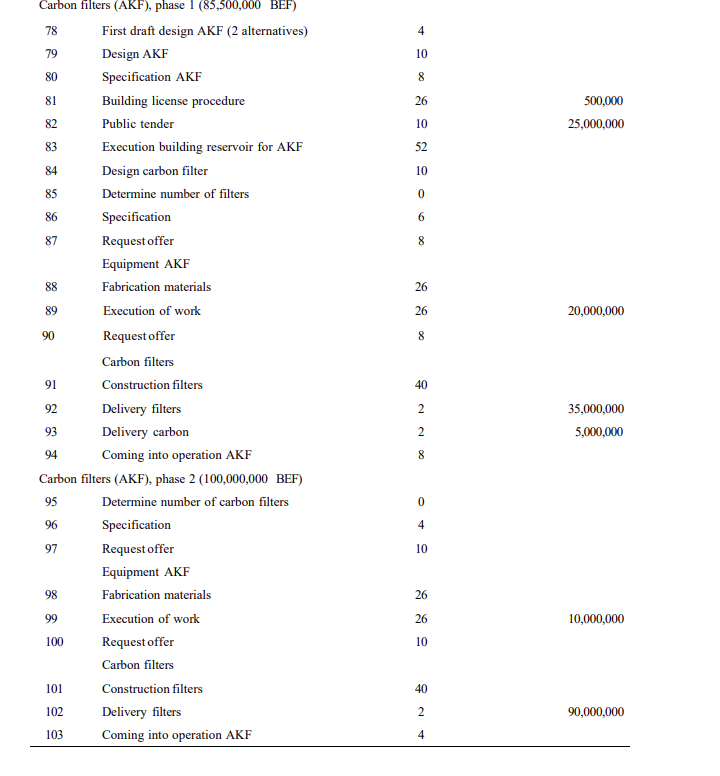 Carbon filters (AKF), phase 1 (85,500,000 BEF)
78 First draft design AKF (2 alternatives) 4
79 Design AKF 10
80 Specification AKF 8
81 Building license procedure 26 500,000
82 Public tender 10 25,000,000
83 Execution building reservoir for AKF 52
84 Design carbon filter 10
85 Determine number of filters 0
86 Specification 6
87 Request offer 8
Equipment AKF
88 Fabrication materials 26
89 Execution of work 26 20,000,000
90 Request offer 8
Carbon filters
91 Construction filters 40
92 Delivery filters 2 35,000,000
93 Delivery carbon 2 5,000,000
94 Coming into operation AKF 8
Carbon filters (AKF), phase 2 (100,000,000 BEF)
95 Determine number of carbon filters 0
96 Specification 4
97 Request offer 10
Equipment AKF
98 Fabrication materials 26
99 Execution of work 26 10,000,000
100 Request offer 10
Carbon filters
101 Construction filters 40
102 Delivery filters 2 90,000,000
103 Coming into operation AKF 4